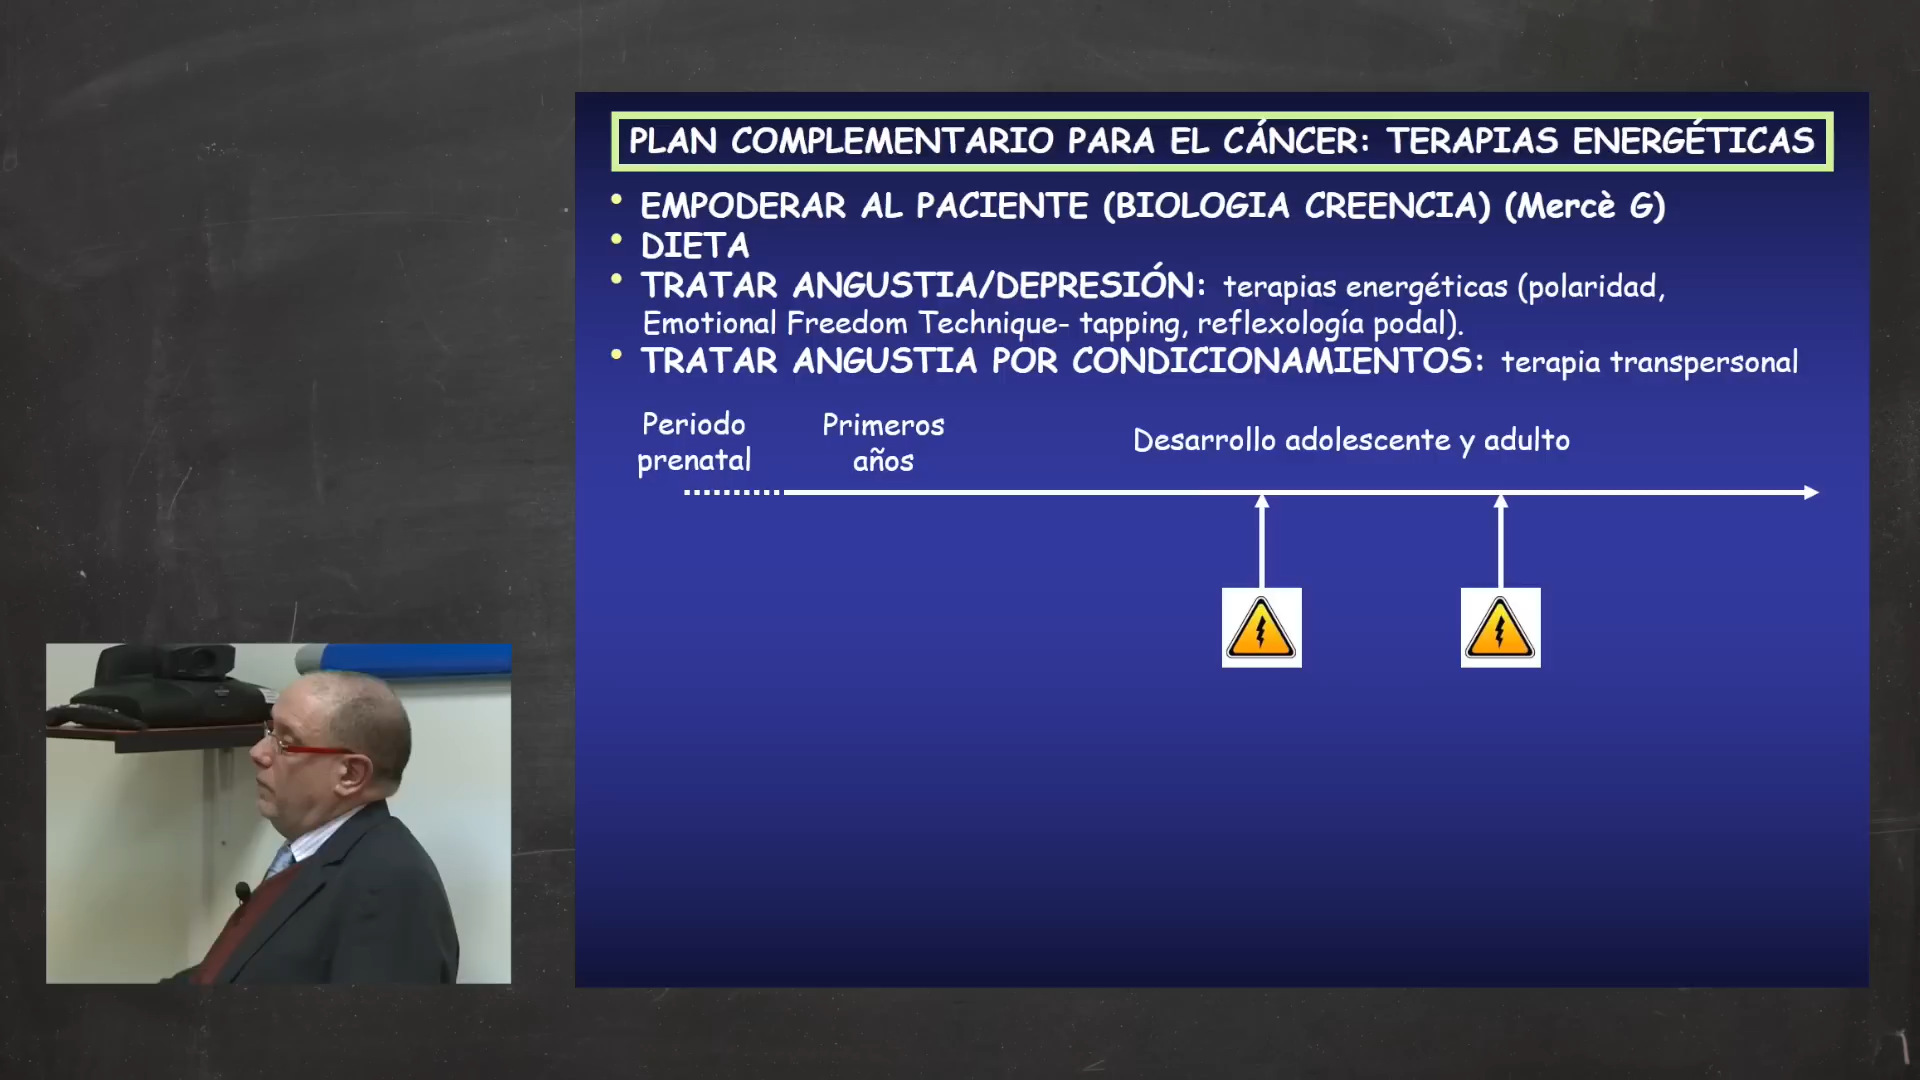 PLAN COMPLEMENTARIO PARA EL CÁNCER: TERAPIAS ENERGÉTICAS
• EMPODERAR AL PACIENTE (BIOLOGIA CREENCIA) (Mercè G)
• DIETA
• TRATAR ANGUSTIA/DEPRESIÓN: terapias energéticas (polaridad,
Emotional Freedom Technique- tapping, reflexología podal).
• TRATAR ANGUSTIA POR CONDICIONAMIENTOS: terapia transpersonal
Periodo
prenatal
Primeros
años
Desarrollo adolescente y adulto